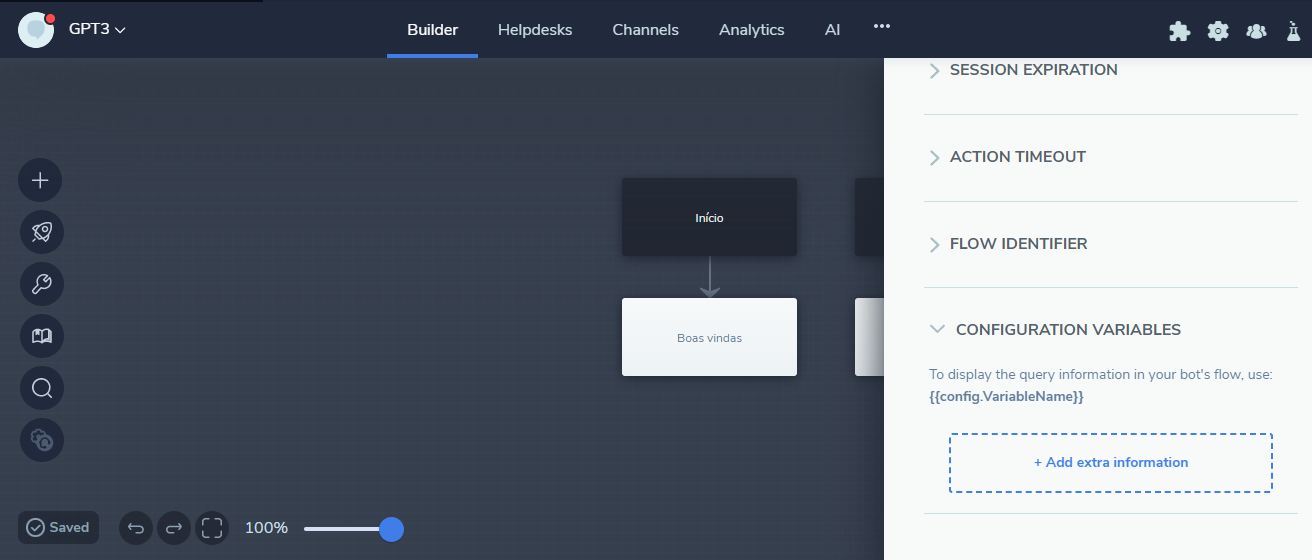 GPT3
Builder
Helpdesks
Channels
Analytics
AI
SESSION EXPIRATION
ACTION TIMEOUT
FLOW IDENTIFIER
CONFIGURATION VARIABLES
To display the query information in your bot's flow, use:
{{config.VariableName}}
+ Add extra information
Início
Boas vindas
Saved
100%